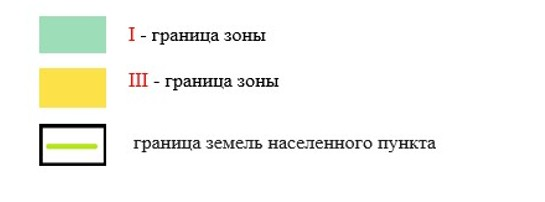 I - граница зоны
III - граница зоны
граница земель населенного пункта